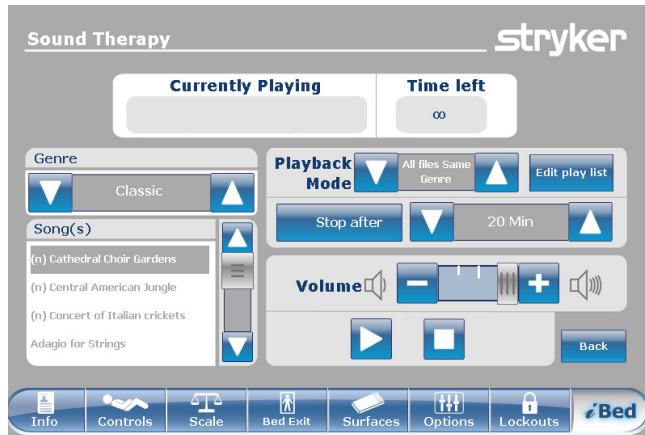 Sound Therapy
stryker
Currently Playing
Time left
∞
Genre
Classic
Song(s)
(n) Cathedral Choir Gardens
(n) Central American Jungle
(n) Concert of Italian crickets
Adagio for Strings
Playback
Mode
All files Same
Genre
Edit play list
Stop after
20 Min
Volume
Back
Info
Controls
Scale
Bed Exit
Surfaces
Options
Lockouts
iBed